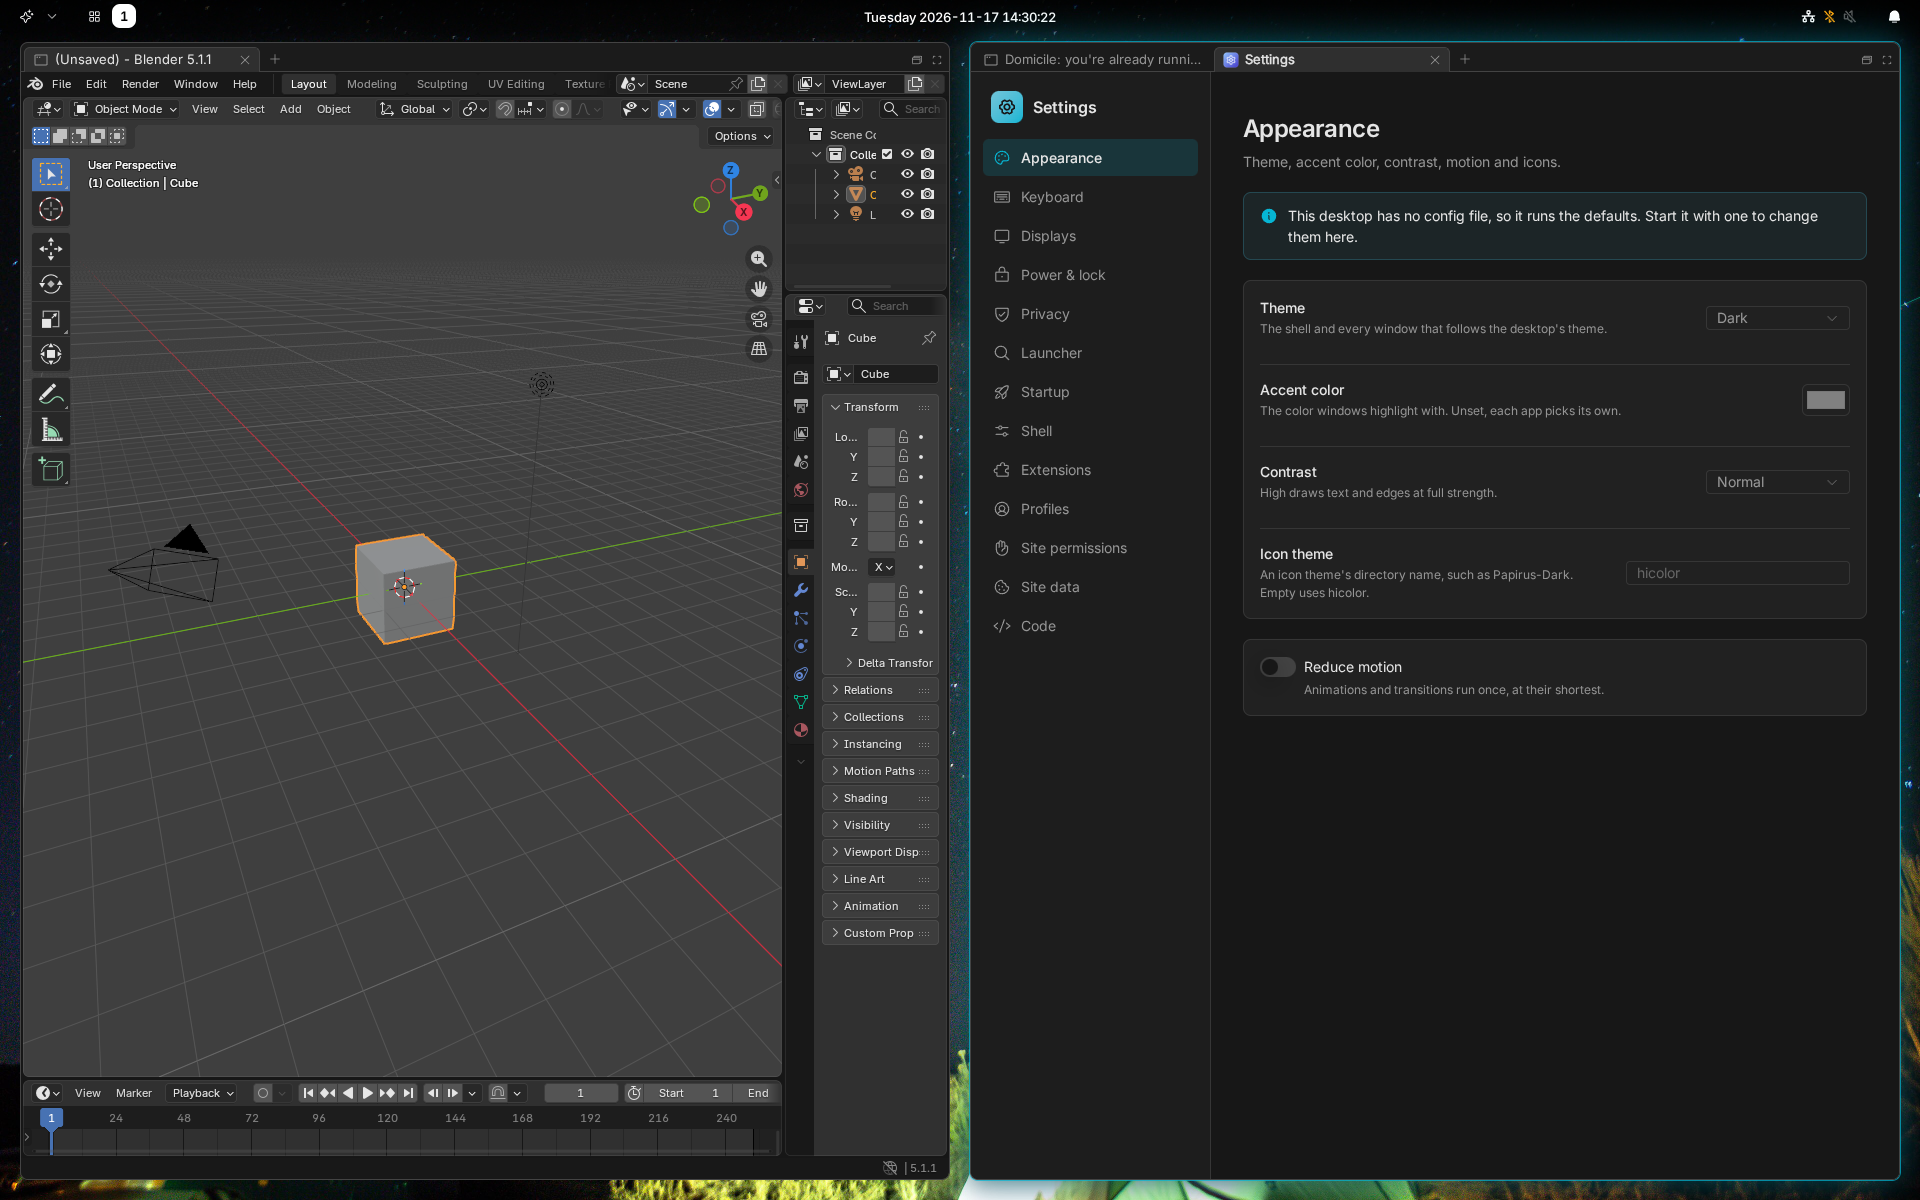 1
Tuesday 2026-11-17 14:30:22
(Unsaved) - Blender 5.1.1
File Edit Render Window Help
Layout Modeling Sculpting UV Editing Texture
Scene
ViewLayer
Object Mode View Select Add Object
Global
Search
Options
User Perspective
(1) Collection | Cube
Z
Y
X
Scene Cc
Colle
C
C
L
Search
Cube
Cube
Transform
Lo...
Y
Z
Ro...
Y
Z
Mo... X
Sc...
Y
Z
Delta Transfor
Relations
Collections
Instancing
Motion Paths
Shading
Visibility
Viewport Disp
Line Art
Animation
Custom Prop
View Marker Playback
1
Start 1 End
1 24 48 72 96 120 144 168 192 216 240
5.1.1
Domicile: you're already runni...
Settings
Settings
Appearance
Keyboard
Displays
Power & lock
Privacy
Launcher
Startup
Shell
Extensions
Profiles
Site permissions
Site data
Code
Appearance
Theme, accent color, contrast, motion and icons.
This desktop has no config file, so it runs the defaults. Start it with one to change
them here.
Theme
The shell and every window that follows the desktop's theme.
Dark
Accent color
The color windows highlight with. Unset, each app picks its own.
Contrast
High draws text and edges at full strength.
Normal
Icon theme
An icon theme's directory name, such as Papirus-Dark.
Empty uses hicolor.
hicolor
Reduce motion
Animations and transitions run once, at their shortest.